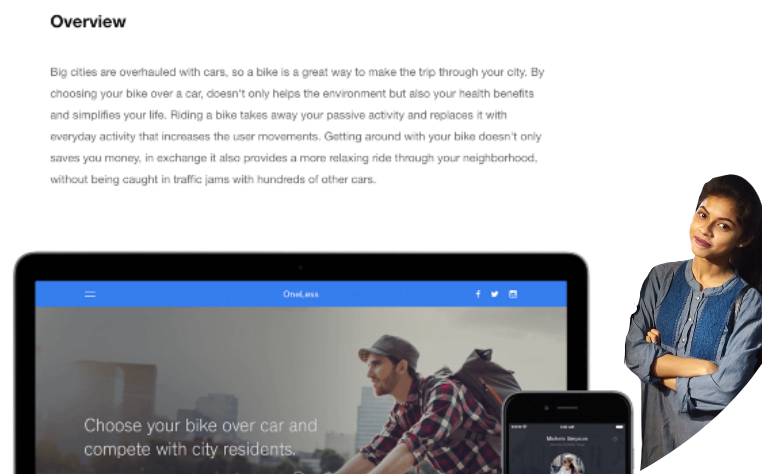 Overview
Big cities are overhauled with cars, so a bike is a great way to make the trip through your city. By
choosing your bike over a car, doesn't only helps the environment but also your health benefits
and simplifies your life. Riding a bike takes away your passive activity and replaces it with
everyday activity that increases the user movements. Getting around with your bike doesn't only
saves you money, in exchange it also provides a more relaxing ride through your neighborhood,
without being caught in traffic jams with hundreds of other cars.
OneLess
Choose your bike over car and
compete with city residents.
Michelle Simpson